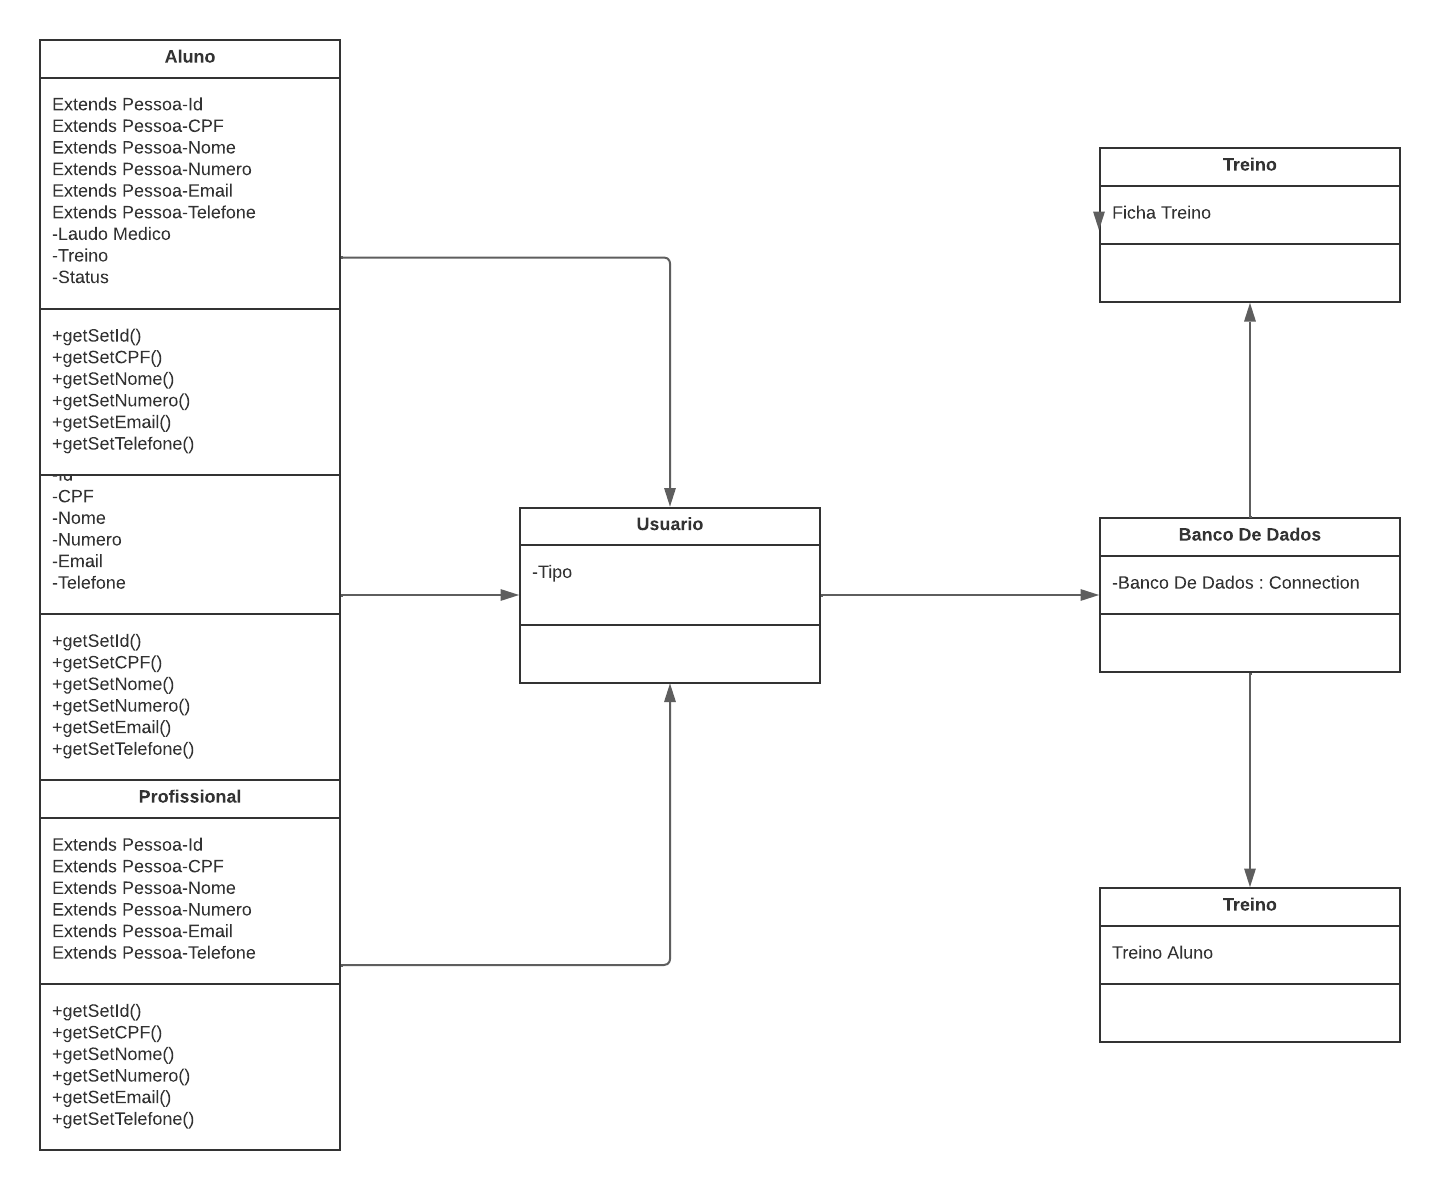 Aluno
Extends Pessoa-Id
Extends Pessoa-CPF
Extends Pessoa-Nome
Extends Pessoa-Numero
Extends Pessoa-Email
Extends Pessoa-Telefone
-Laudo Medico
-Treino
-Status
+getSetId()
+getSetCPF()
+getSetNome()
+getSetNumero()
+getSetEmail()
+getSetTelefone()
-Id
-CPF
-Nome
-Numero
-Email
-Telefone
+getSetId()
+getSetCPF()
+getSetNome()
+getSetNumero()
+getSetEmail()
+getSetTelefone()
Profissional
Extends Pessoa-Id
Extends Pessoa-CPF
Extends Pessoa-Nome
Extends Pessoa-Numero
Extends Pessoa-Email
Extends Pessoa-Telefone
+getSetId()
+getSetCPF()
+getSetNome()
+getSetNumero()
+getSetEmail()
+getSetTelefone()
Usuario
-Tipo
Treino
Ficha Treino
Banco De Dados
-Banco De Dados : Connection
Treino
Treino Aluno